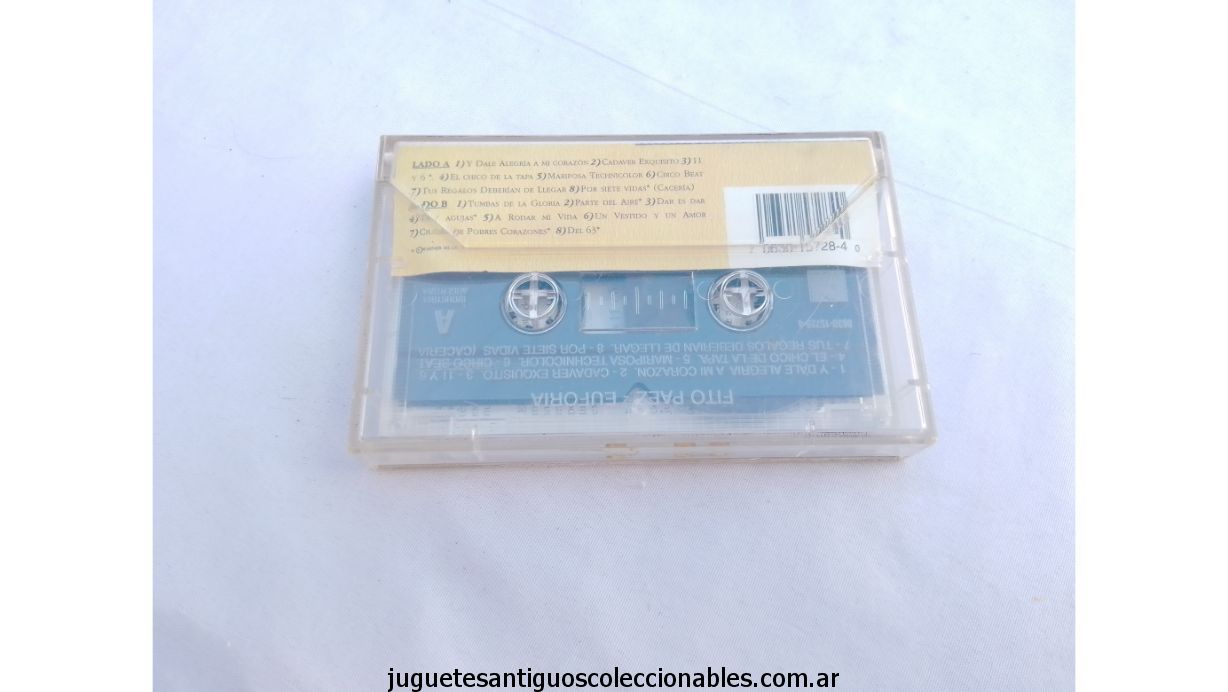 LADO A 1) Y DALE ALEGRÍA A MI CORAZÓN 2) CADAVER EXQUISITO 3) 11
Y 6 *. 4) EL CHICO DE LA TAPA 5) MARIPOSA TECHNICOLOR 6) CIRCO BEAT
7) TUS REGALOS DEBERÍAN DE LLEGAR 8) POR SIETE VIDAS* (CACERÍA)
DO B 1) TUMBAS DE LA GLORIA 2) PARTE DEL AIRE* 3) DAR ES DAR
4) AGUJAS* 5) A RODAR MI VIDA 6) UN VESTIDO Y UN AMOR
7) DE POBRES CORAZONES* 8) DEL 63*
A
0630-15728-4
7 - TUS REGALOS DEBERIAN DE LLEGAR. 8 - POR SIETE VIDAS (CACERIA
4 - EL CHICO DE LA TAPA. 5 - MARIPOSA TECHNICOLOR. 6 - CIRCO BEAT
1 - Y DALE ALEGRIA A MI CORAZON. 2 - CADAVER EXQUISITO. 3 - 11 Y 6
FITO PAEZ - EUFORIA
juguetesantiguoscoleccionables.com.ar